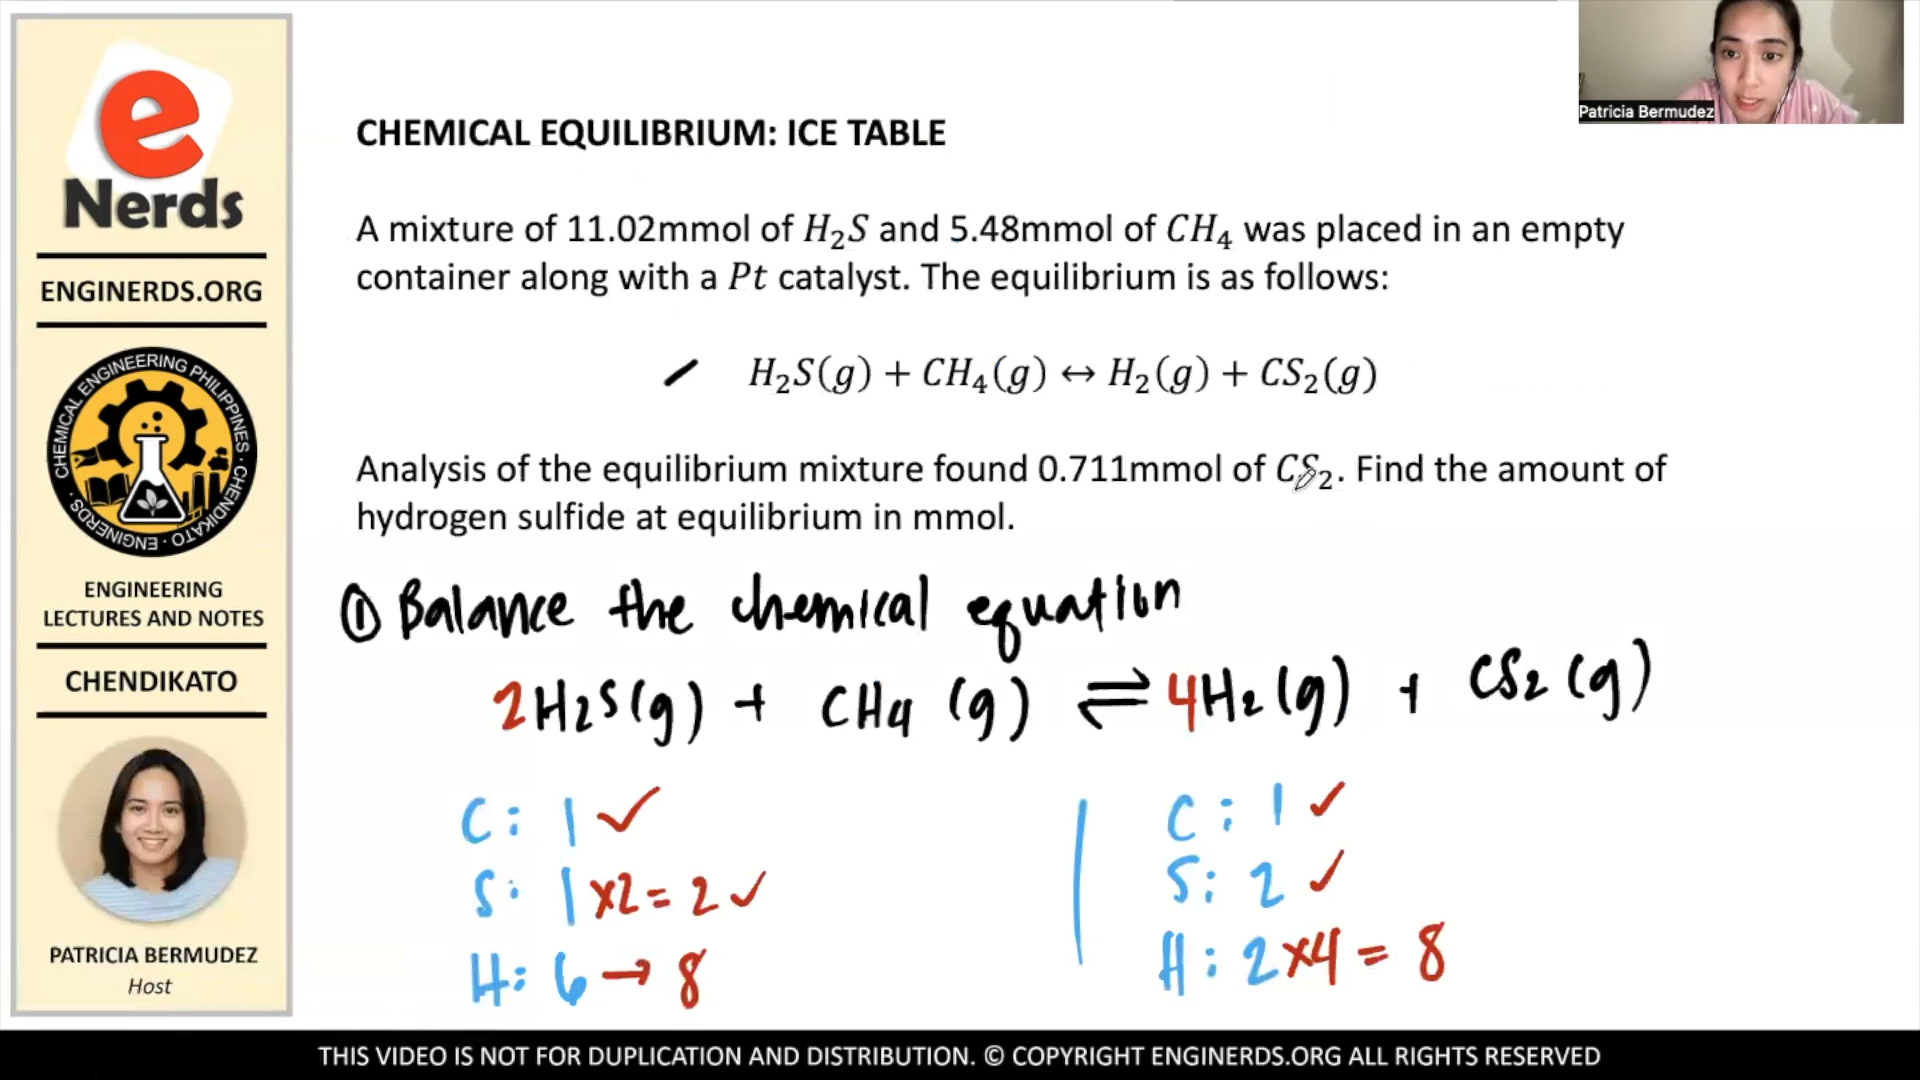 e
Nerds
ENGINERDS.ORG
CHEMICAL ENGINEERING PHILIPPINES · CHENDIKATO · ENGINERDS ·
ENGINEERING
LECTURES AND NOTES
CHENDIKATO
PATRICIA BERMUDEZ
Host
Patricia Bermudez
CHEMICAL EQUILIBRIUM: ICE TABLE
A mixture of 11.02mmol of H₂S and 5.48mmol of CH₄ was placed in an empty
container along with a Pt catalyst. The equilibrium is as follows:
H₂S(g) + CH₄(g) ↔ H₂(g) + CS₂(g)
Analysis of the equilibrium mixture found 0.711mmol of CS₂. Find the amount of
hydrogen sulfide at equilibrium in mmol.
① Balance the chemical equation
2H₂S(g) + CH₄ (g) ⇌ 4H₂(g) + CS₂(g)
C: 1 ✓
S: 1 x2 = 2 ✓
H: 6 → 8
C: 1 ✓
S: 2 ✓
H: 2 x4 = 8
THIS VIDEO IS NOT FOR DUPLICATION AND DISTRIBUTION. © COPYRIGHT ENGINERDS.ORG ALL RIGHTS RESERVED